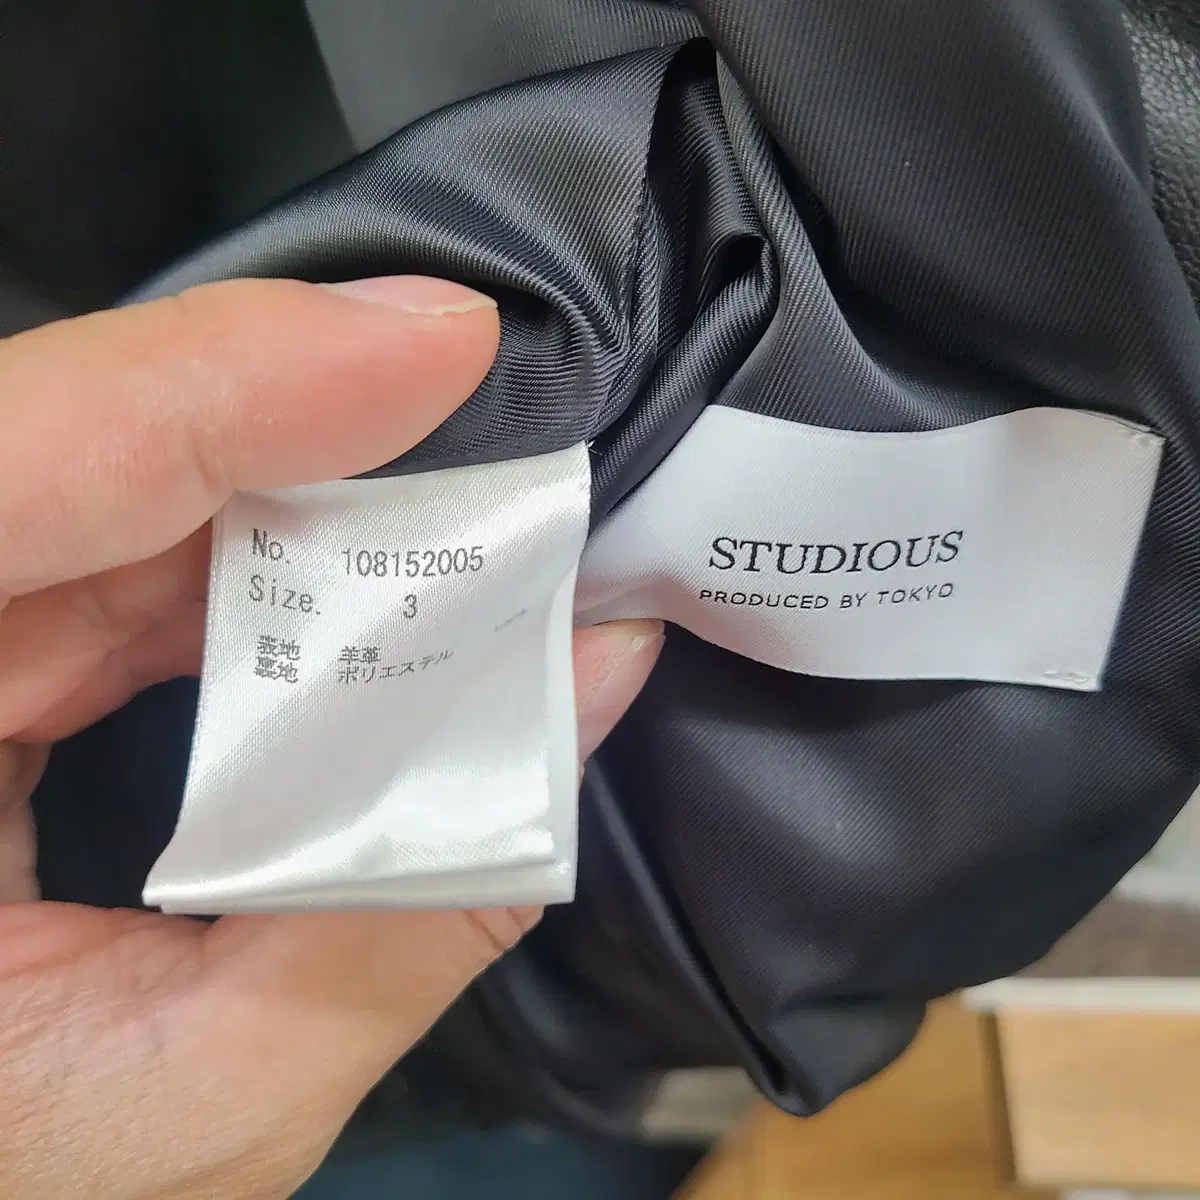 No. 108152005
Size. 3
表地 羊革
裏地 ポリエステル
STUDIOUS
PRODUCED BY TOKYO